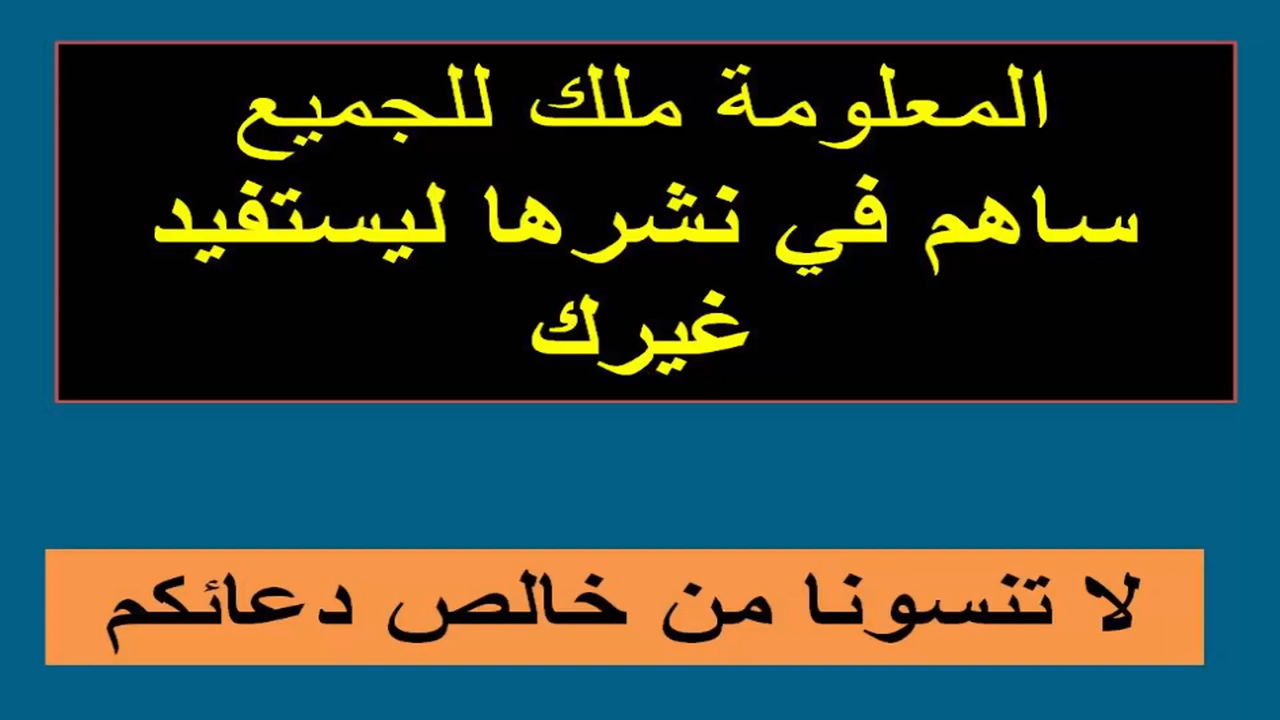 المعلومة ملك للجميع
ساهم في نشرها ليستفيد
غيرك
لا تنسونا من خالص دعائكم